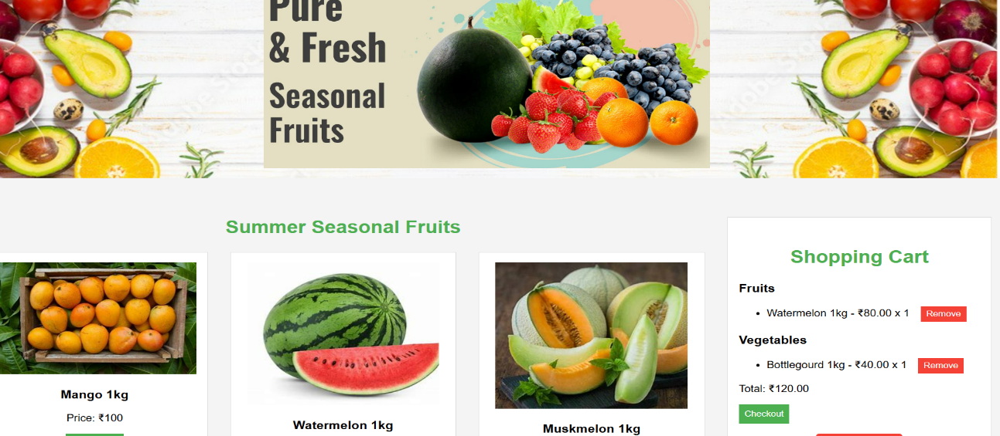 Pure
& Fresh
Seasonal
Fruits
Summer Seasonal Fruits
Mango 1kg
Price: ₹100
Watermelon 1kg
Muskmelon 1kg
Shopping Cart
Fruits
• Watermelon 1kg - ₹80.00 x 1 Remove
Vegetables
• Bottlegourd 1kg - ₹40.00 x 1 Remove
Total: ₹120.00
Checkout